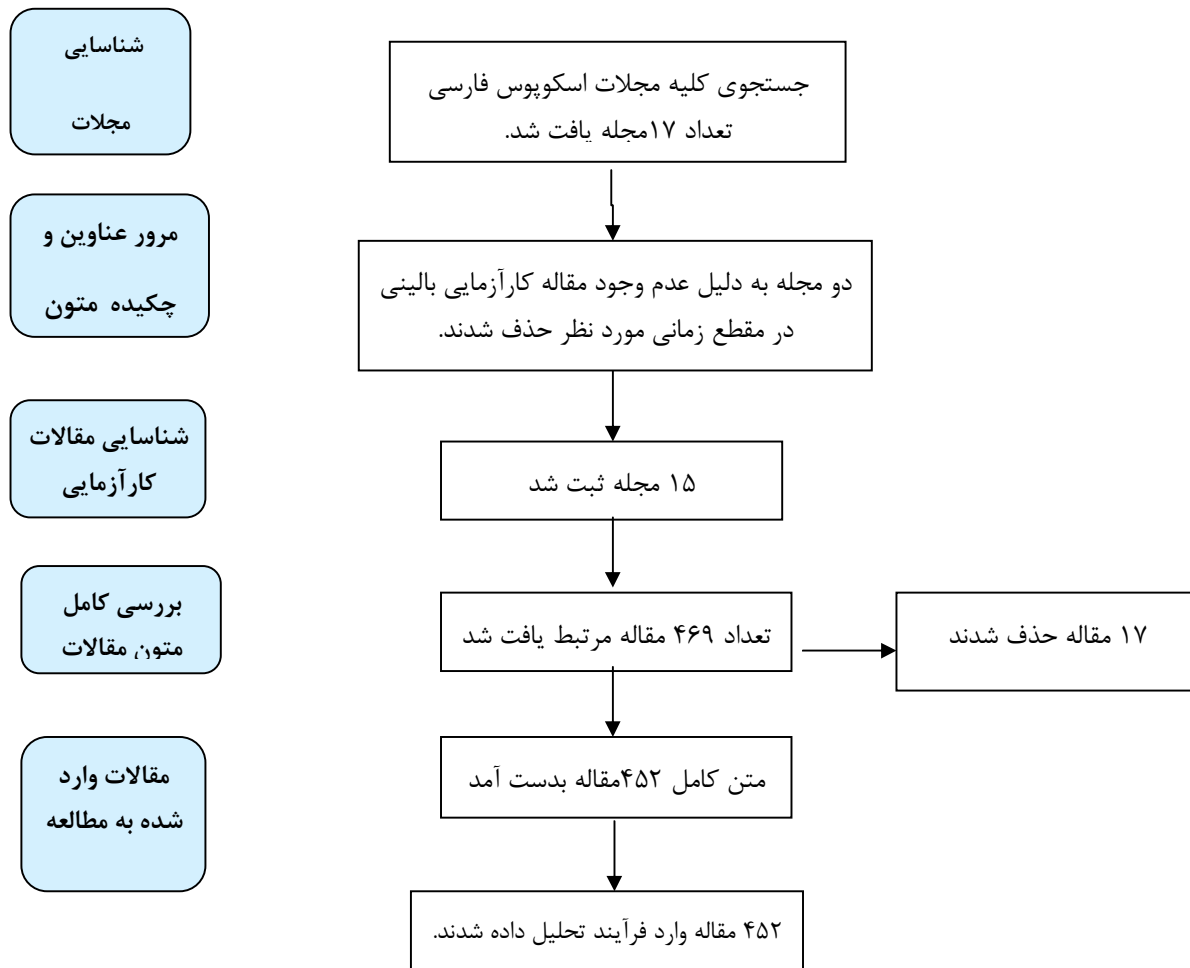 شناسایی
مجلات
جستجوی کلیه مجلات اسکوپوس فارسی
تعداد ۱۷مجله یافت شد.
مرور عناوین و
چکیده متون
دو مجله به دلیل عدم وجود مقاله کارآزمایی بالینی
در مقطع زمانی مورد نظر حذف شدند.
شناسایی مقالات
کارآزمایی
۱۵ مجله ثبت شد
بررسی کامل
متون مقالات
تعداد ۴۶۹ مقاله مرتبط یافت شد
۱۷ مقاله حذف شدند
مقالات وارد
شده به مطالعه
متن کامل ۴۵۲مقاله بدست آمد
۴۵۲ مقاله وارد فرآیند تحلیل داده شدند.